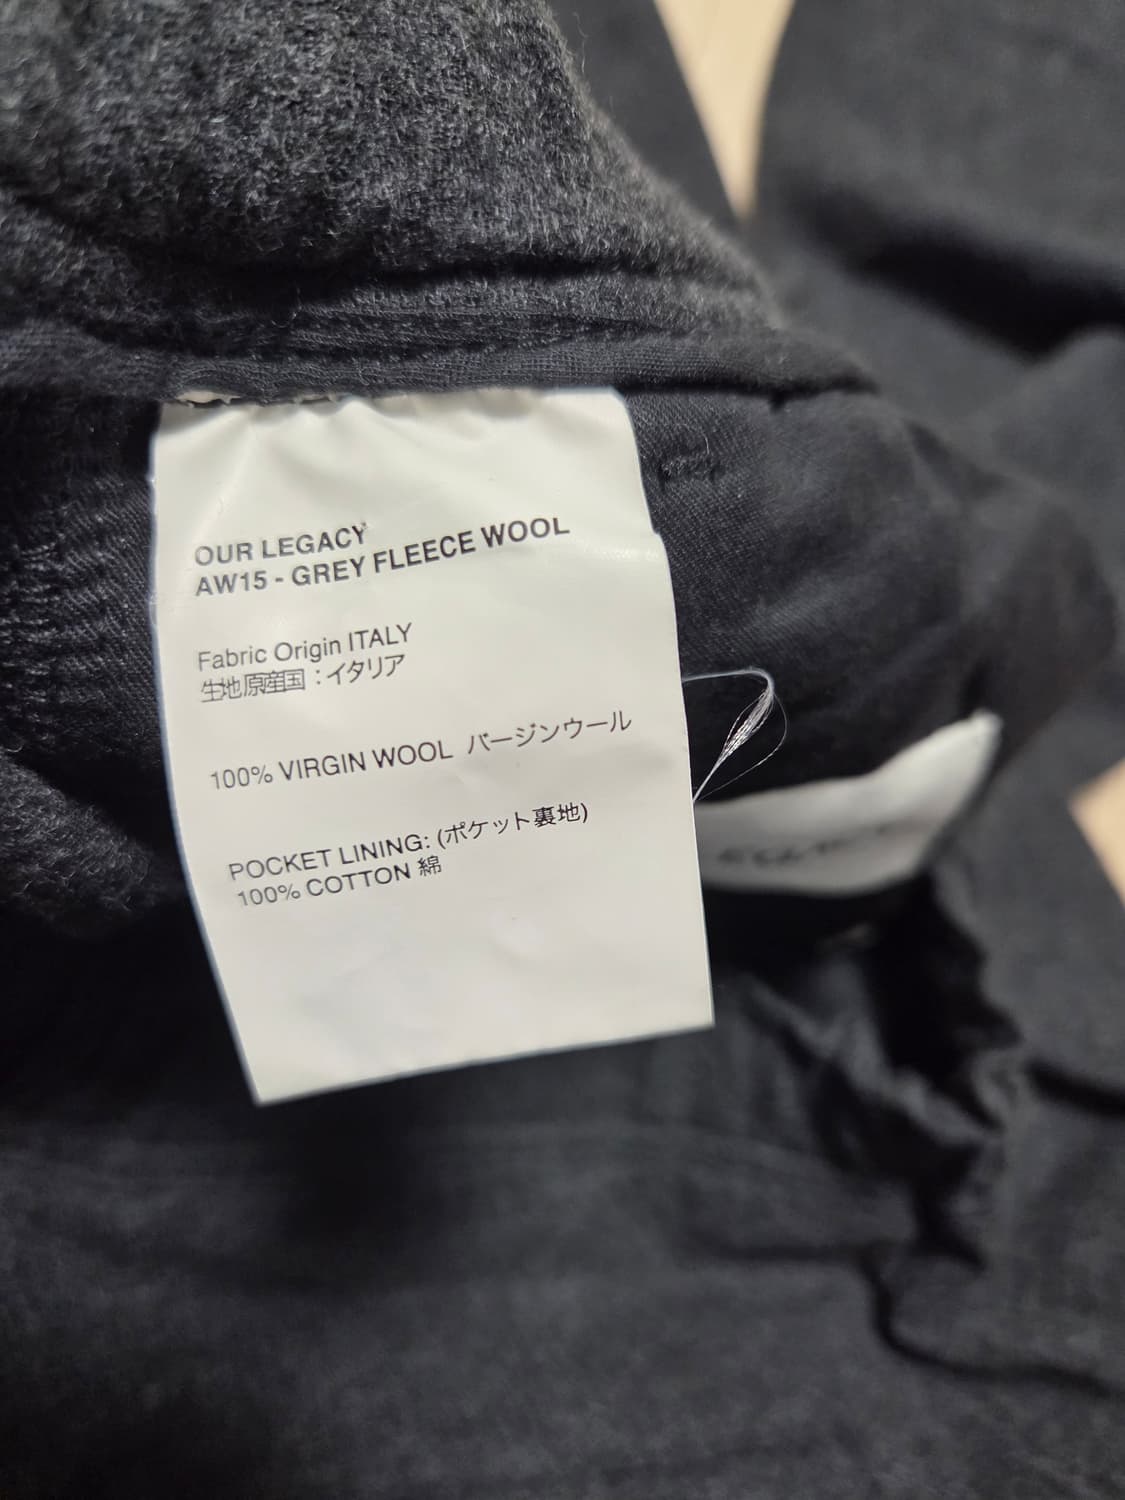 OUR LEGACY
AW15 - GREY FLEECE WOOL
Fabric Origin ITALY
生地原産国：イタリア
100% VIRGIN WOOL バージンウール
POCKET LINING: (ポケット裏地)
100% COTTON 綿